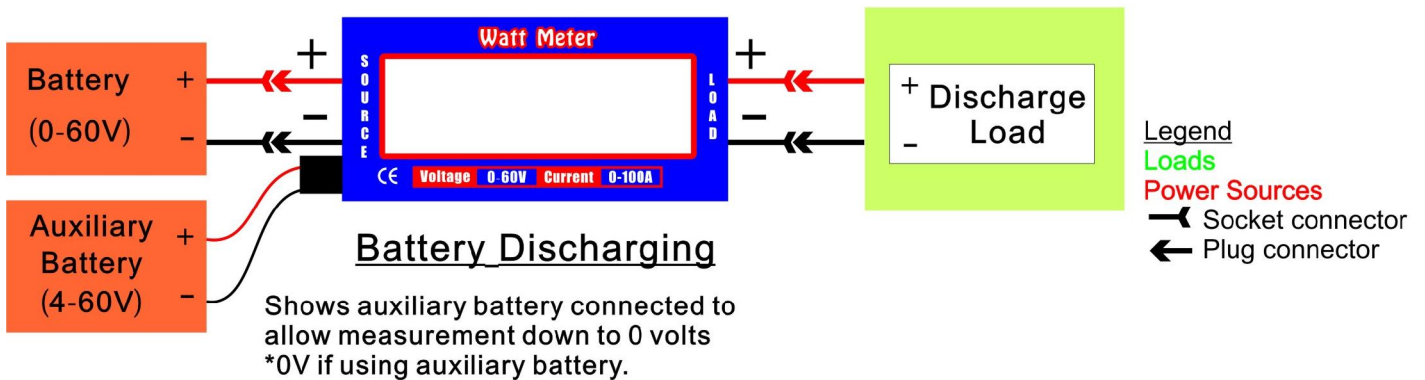 Battery
(0-60V)
+
-
Auxiliary
Battery
(4-60V)
+
-
+
-
Watt Meter
SOURCE
LOAD
CE Voltage 0-60V Current 0-100A
+
-
+
-
Discharge
Load
Battery Discharging
Shows auxiliary battery connected to
allow measurement down to 0 volts
*0V if using auxiliary battery.
Legend
Loads
Power Sources
Socket connector
Plug connector